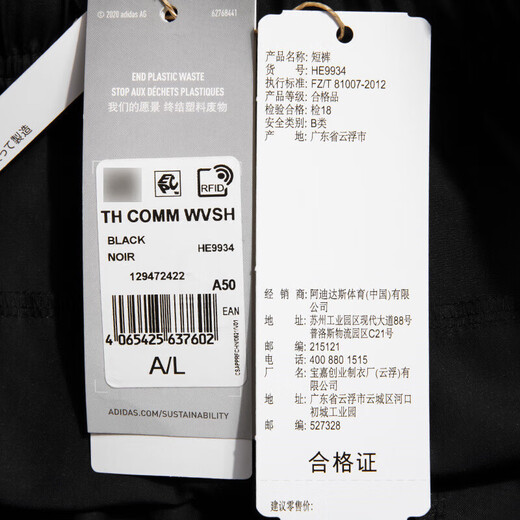 © 2020 adidas AG
62768441
END PLASTIC WASTE
STOP AUX DÉCHETS PLASTIQUES
我们的愿景 终结塑料废物
RFID
TH COMM WVSH
BLACK
NOIR
HE9934
129472422
A50
EAN
4 065425 637602
A/L
ADIDAS.COM/SUSTAINABILITY
って製造
产品名称: 短裤
货 号: HE9934
执行标准: FZ/T 81007-2012
产品等级: 合格品
检验合格: 检18
安全类别: B类
产 地: 广东省云浮市
经 销 商: 阿迪达斯体育(中国)有限
公司
地 址: 苏州工业园区现代大道88号
普洛斯物流园区C21号
邮 编: 215121
电 话: 400 880 1515
厂 家: 宝嘉创业制衣厂(云浮)有
限公司
地 址: 广东省云浮市云城区河口
初城工业园
邮 编: 527328
合格证
建议零售价: